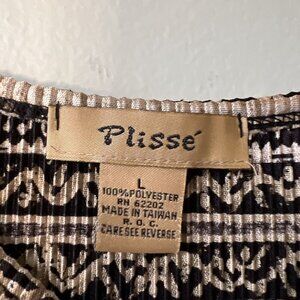 Plissé
L
100% POLYESTER
RN 62202
MADE IN TAIWAN
R. O. C.
CARE SEE REVERSE